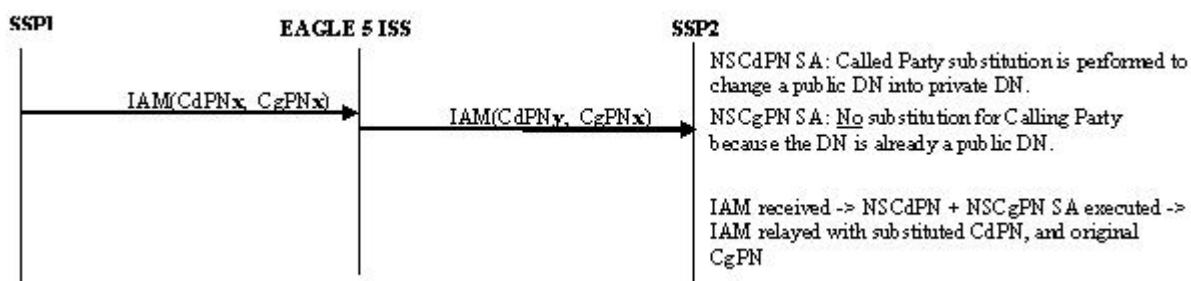 SSP1
EAGLE 5 ISS
SSP2
IAM(CdPNx, CgPNx)
IAM(CdPNy, CgPNx)
NSCdPN SA: Called Party substitution is performed to
change a public DN into private DN.
NSCgPN SA: No substitution for Calling Party
because the DN is already a public DN.
IAM received -> NSCdPN + NSCgPN SA executed ->
IAM relayed with substituted CdPN, and original
CgPN